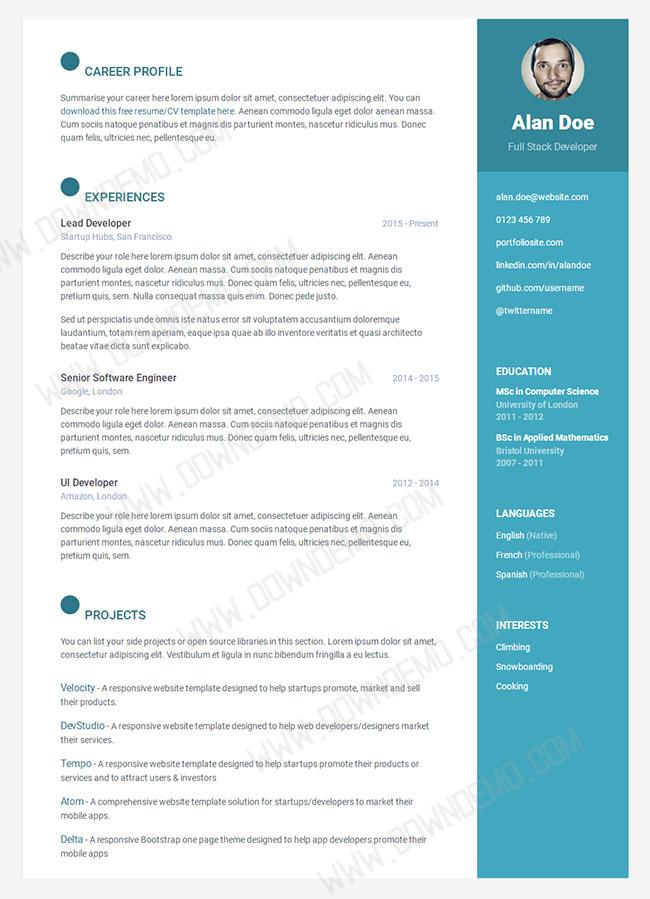 CAREER PROFILE
Summarise your career here lorem ipsum dolor sit amet, consectetuer adipiscing elit. You can
download this free resume/CV template here. Aenean commodo ligula eget dolor aenean massa.
Cum sociis natoque penatibus et magnis dis parturient montes, nascetur ridiculus mus. Donec
quam felis, ultricies nec, pellentesque eu.
EXPERIENCES
Lead Developer 2015 - Present
Startup Hubs, San Francisco
Describe your role here lorem ipsum dolor sit amet, consectetuer adipiscing elit. Aenean
commodo ligula eget dolor. Aenean massa. Cum sociis natoque penatibus et magnis dis
parturient montes, nascetur ridiculus mus. Donec quam felis, ultricies nec, pellentesque eu,
pretium quis, sem. Nulla consequat massa quis enim. Donec pede justo.
Sed ut perspiciatis unde omnis iste natus error sit voluptatem accusantium doloremque
laudantium, totam rem aperiam, eaque ipsa quae ab illo inventore veritatis et quasi architecto
beatae vitae dicta sunt explicabo.
Senior Software Engineer 2014 - 2015
Google, London
Describe your role here lorem ipsum dolor sit amet, consectetuer adipiscing elit. Aenean
commodo ligula eget dolor. Aenean massa. Cum sociis natoque penatibus et magnis dis
parturient montes, nascetur ridiculus mus. Donec quam felis, ultricies nec, pellentesque eu,
pretium quis, sem.
UI Developer 2012 - 2014
Amazon, London
Describe your role here lorem ipsum dolor sit amet, consectetuer adipiscing elit. Aenean
commodo ligula eget dolor. Aenean massa. Cum sociis natoque penatibus et magnis dis
parturient montes, nascetur ridiculus mus. Donec quam felis, ultricies nec, pellentesque eu,
pretium quis, sem.
PROJECTS
You can list your side projects or open source libraries in this section. Lorem ipsum dolor sit amet,
consectetur adipiscing elit. Vestibulum et ligula in nunc bibendum fringilla a eu lectus.
Velocity - A responsive website template designed to help startups promote, market and sell
their products.
DevStudio - A responsive website template designed to help web developers/designers market
their services.
Tempo - A responsive website template designed to help startups promote their products or
services and to attract users & investors
Atom - A comprehensive website template solution for startups/developers to market their
mobile apps.
Delta - A responsive Bootstrap one page theme designed to help app developers promote their
mobile apps
Alan Doe
Full Stack Developer
alan.doe@website.com
0123 456 789
portfoliosite.com
linkedin.com/in/alandoe
github.com/username
@twittername
EDUCATION
MSc in Computer Science
University of London
2011 - 2012
BSc in Applied Mathematics
Bristol University
2007 - 2011
LANGUAGES
English (Native)
French (Professional)
Spanish (Professional)
INTERESTS
Climbing
Snowboarding
Cooking
WWW.DOWNDEMO.COM
WWW.DOWNDEMO.COM
WWW.DOWNDEMO.COM
WWW.DOWNDEMO.COM
WWW.DOWNDEMO.COM
WWW.DOWNDEMO.COM